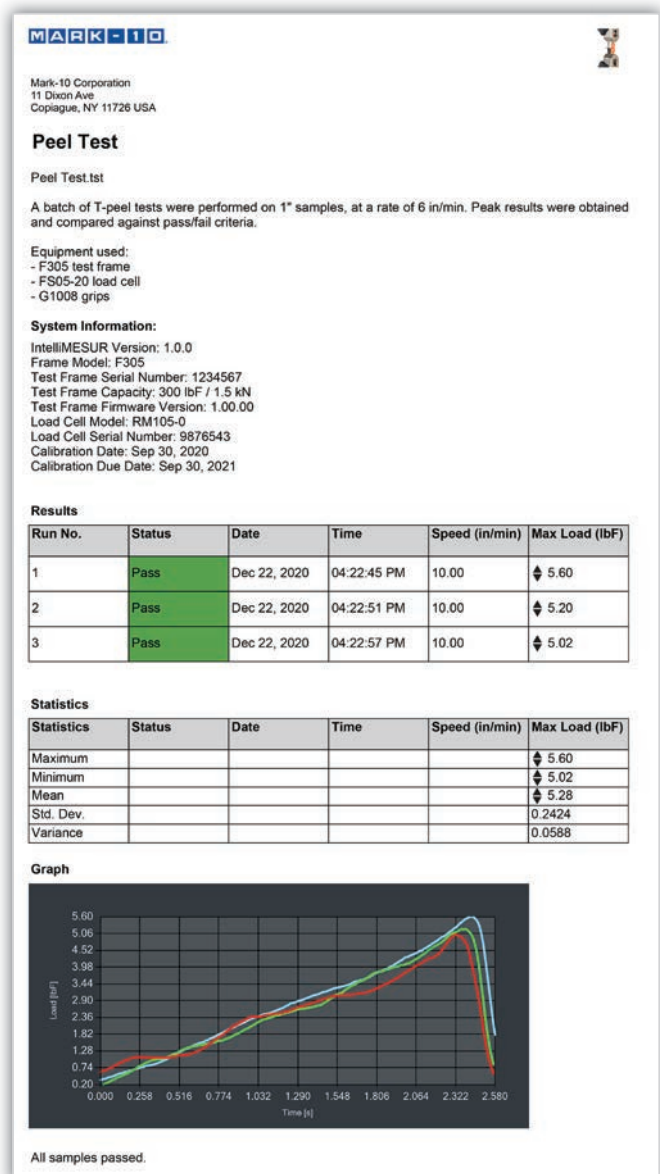 MARK-10
Mark-10 Corporation
11 Dixon Ave
Copiague, NY 11726 USA
Peel Test
Peel Test.tst
A batch of T-peel tests were performed on 1" samples, at a rate of 6 in/min. Peak results were obtained
and compared against pass/fail criteria.
Equipment used:
- F305 test frame
- FS05-20 load cell
- G1008 grips
System Information:
IntelliMESUR Version: 1.0.0
Frame Model: F305
Test Frame Serial Number: 1234567
Test Frame Capacity: 300 lbF / 1.5 kN
Test Frame Firmware Version: 1.00.00
Load Cell Model: RM105-0
Load Cell Serial Number: 9876543
Calibration Date: Sep 30, 2020
Calibration Due Date: Sep 30, 2021
Results
Run No. Status Date Time Speed (in/min) Max Load (lbF)
1 Pass Dec 22, 2020 04:22:45 PM 10.00 5.60
2 Pass Dec 22, 2020 04:22:51 PM 10.00 5.20
3 Pass Dec 22, 2020 04:22:57 PM 10.00 5.02
Statistics
Statistics Status Date Time Speed (in/min) Max Load (lbF)
Maximum 5.60
Minimum 5.02
Mean 5.28
Std. Dev. 0.2424
Variance 0.0588
Graph
5.60
5.06
4.52
3.98
3.44
2.90
2.36
1.82
1.28
0.74
0.20
Load [lbF]
0.000 0.258 0.516 0.774 1.032 1.290 1.548 1.806 2.064 2.322 2.580
Time [s]
All samples passed.